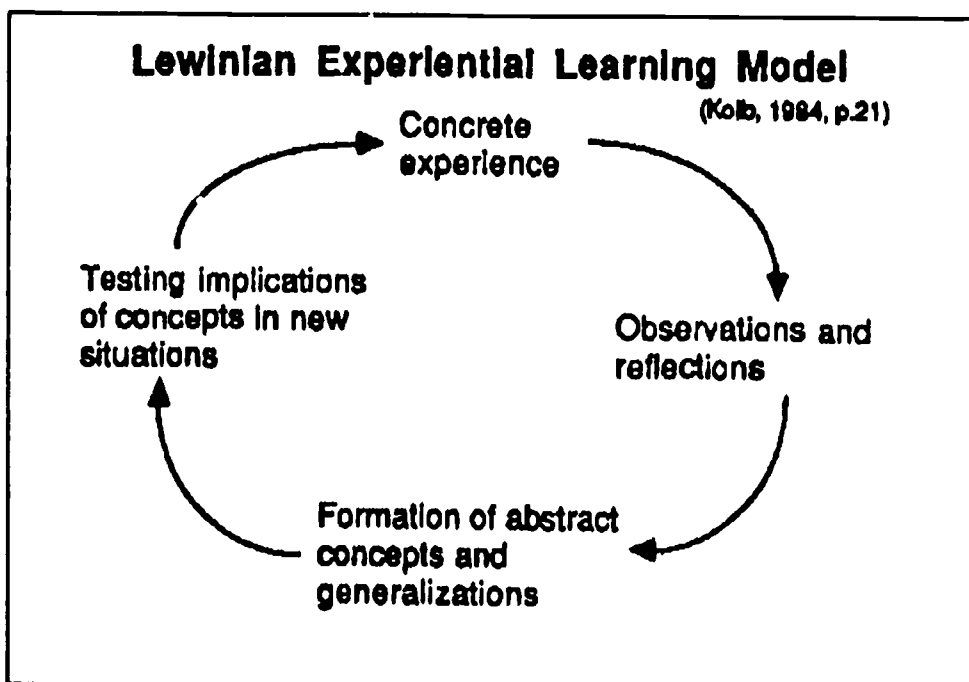 Lewinian Experiential Learning Model
(Kolb, 1984, p.21)
Concrete
experience
Testing implications
of concepts in new
situations
Observations and
reflections
Formation of abstract
concepts and
generalizations